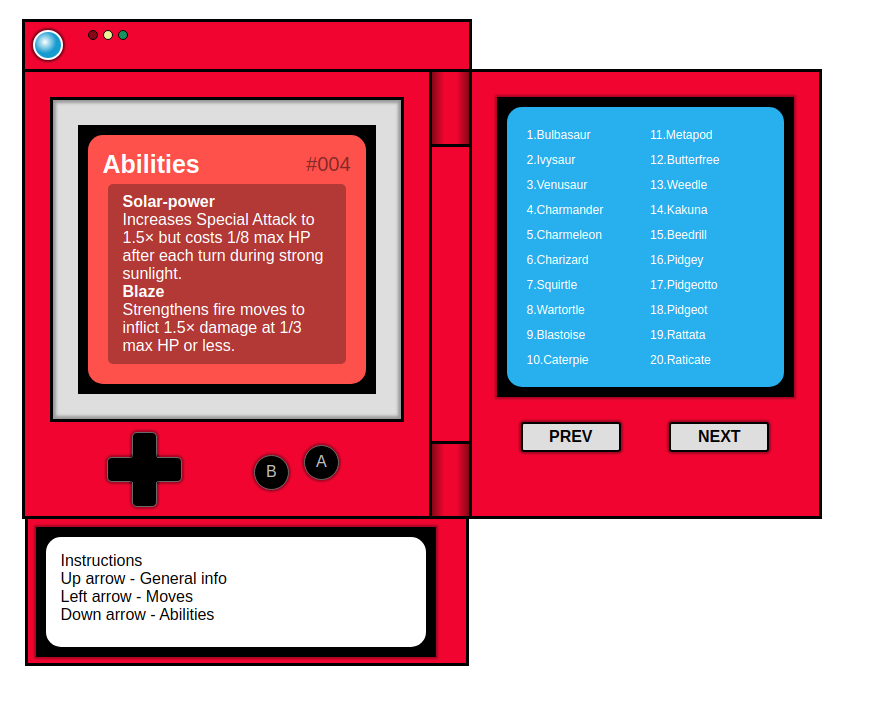 Abilities #004
Solar-power
Increases Special Attack to
1.5× but costs 1/8 max HP
after each turn during strong
sunlight.
Blaze
Strengthens fire moves to
inflict 1.5× damage at 1/3
max HP or less.
B A
Instructions
Up arrow - General info
Left arrow - Moves
Down arrow - Abilities
1.Bulbasaur
2.Ivysaur
3.Venusaur
4.Charmander
5.Charmeleon
6.Charizard
7.Squirtle
8.Wartortle
9.Blastoise
10.Caterpie
11.Metapod
12.Butterfree
13.Weedle
14.Kakuna
15.Beedrill
16.Pidgey
17.Pidgeotto
18.Pidgeot
19.Rattata
20.Raticate
PREV NEXT